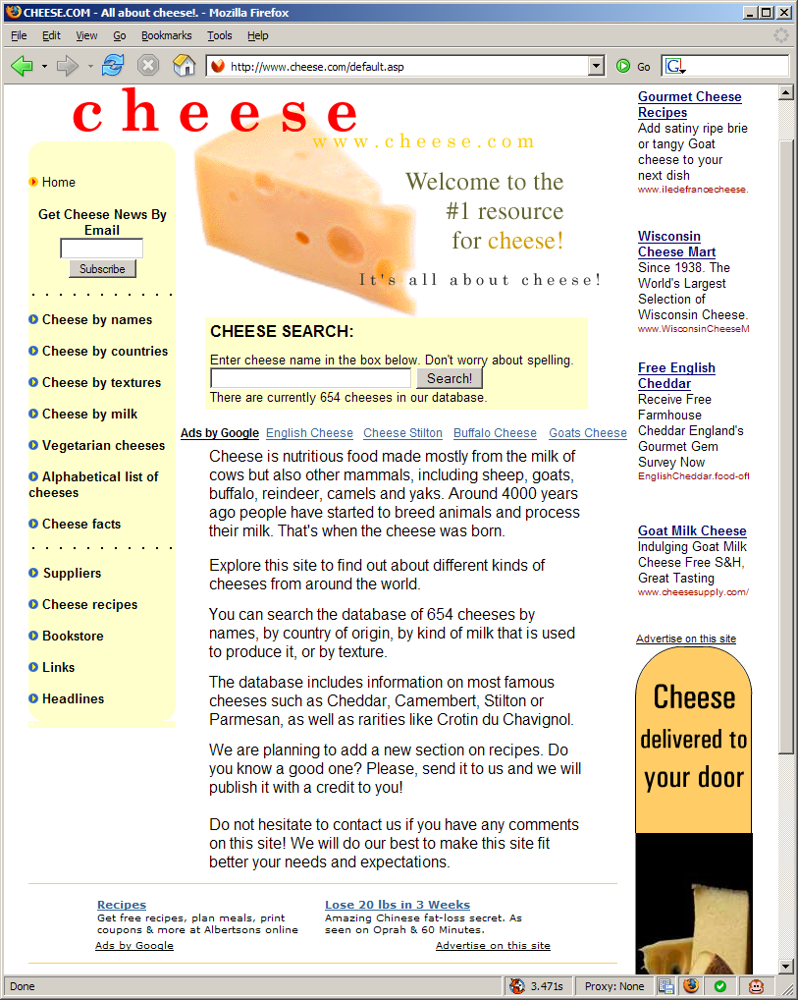 CHEESE.COM - All about cheese!. - Mozilla Firefox
File Edit View Go Bookmarks Tools Help
http://www.cheese.com/default.asp
Go
G
cheese
www.cheese.com
Welcome to the
#1 resource
for cheese!
It's all about cheese!
Home
Get Cheese News By
Email
Subscribe
Cheese by names
Cheese by countries
Cheese by textures
Cheese by milk
Vegetarian cheeses
Alphabetical list of
cheeses
Cheese facts
Suppliers
Cheese recipes
Bookstore
Links
Headlines
CHEESE SEARCH:
Enter cheese name in the box below. Don't worry about spelling.
Search!
There are currently 654 cheeses in our database.
Ads by Google English Cheese Cheese Stilton Buffalo Cheese Goats Cheese
Cheese is nutritious food made mostly from the milk of
cows but also other mammals, including sheep, goats,
buffalo, reindeer, camels and yaks. Around 4000 years
ago people have started to breed animals and process
their milk. That's when the cheese was born.
Explore this site to find out about different kinds of
cheeses from around the world.
You can search the database of 654 cheeses by
names, by country of origin, by kind of milk that is used
to produce it, or by texture.
The database includes information on most famous
cheeses such as Cheddar, Camembert, Stilton or
Parmesan, as well as rarities like Crotin du Chavignol.
We are planning to add a new section on recipes. Do
you know a good one? Please, send it to us and we will
publish it with a credit to you!
Do not hesitate to contact us if you have any comments
on this site! We will do our best to make this site fit
better your needs and expectations.
Recipes
Get free recipes, plan meals, print
coupons & more at Albertsons online
Lose 20 lbs in 3 Weeks
Amazing Chinese fat-loss secret. As
seen on Oprah & 60 Minutes.
Ads by Google
Advertise on this site
Gourmet Cheese
Recipes
Add satiny ripe brie
or tangy Goat
cheese to your
next dish
www.iledefrancecheese.
Wisconsin
Cheese Mart
Since 1938. The
World's Largest
Selection of
Wisconsin Cheese.
www.WisconsinCheeseM
Free English
Cheddar
Receive Free
Farmhouse
Cheddar England's
Gourmet Gem
Survey Now
EnglishCheddar.food-off
Goat Milk Cheese
Indulging Goat Milk
Cheese Free S&H,
Great Tasting
www.cheesesupply.com/
Advertise on this site
Cheese
delivered to
your door
Done
3.471s
Proxy: None